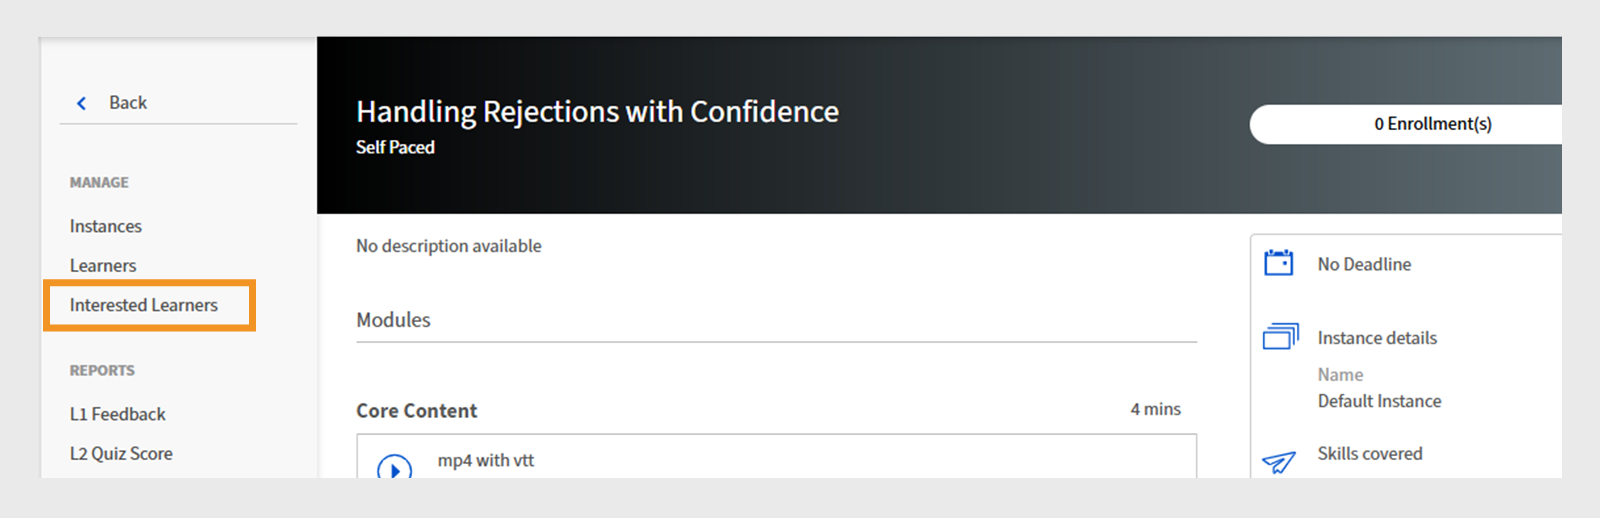 Back
MANAGE
Instances
Learners
Interested Learners
REPORTS
L1 Feedback
L2 Quiz Score
Handling Rejections with Confidence
Self Paced
0 Enrollment(s)
No description available
Modules
Core Content
4 mins
mp4 with vtt
No Deadline
Instance details
Name
Default Instance
Skills covered